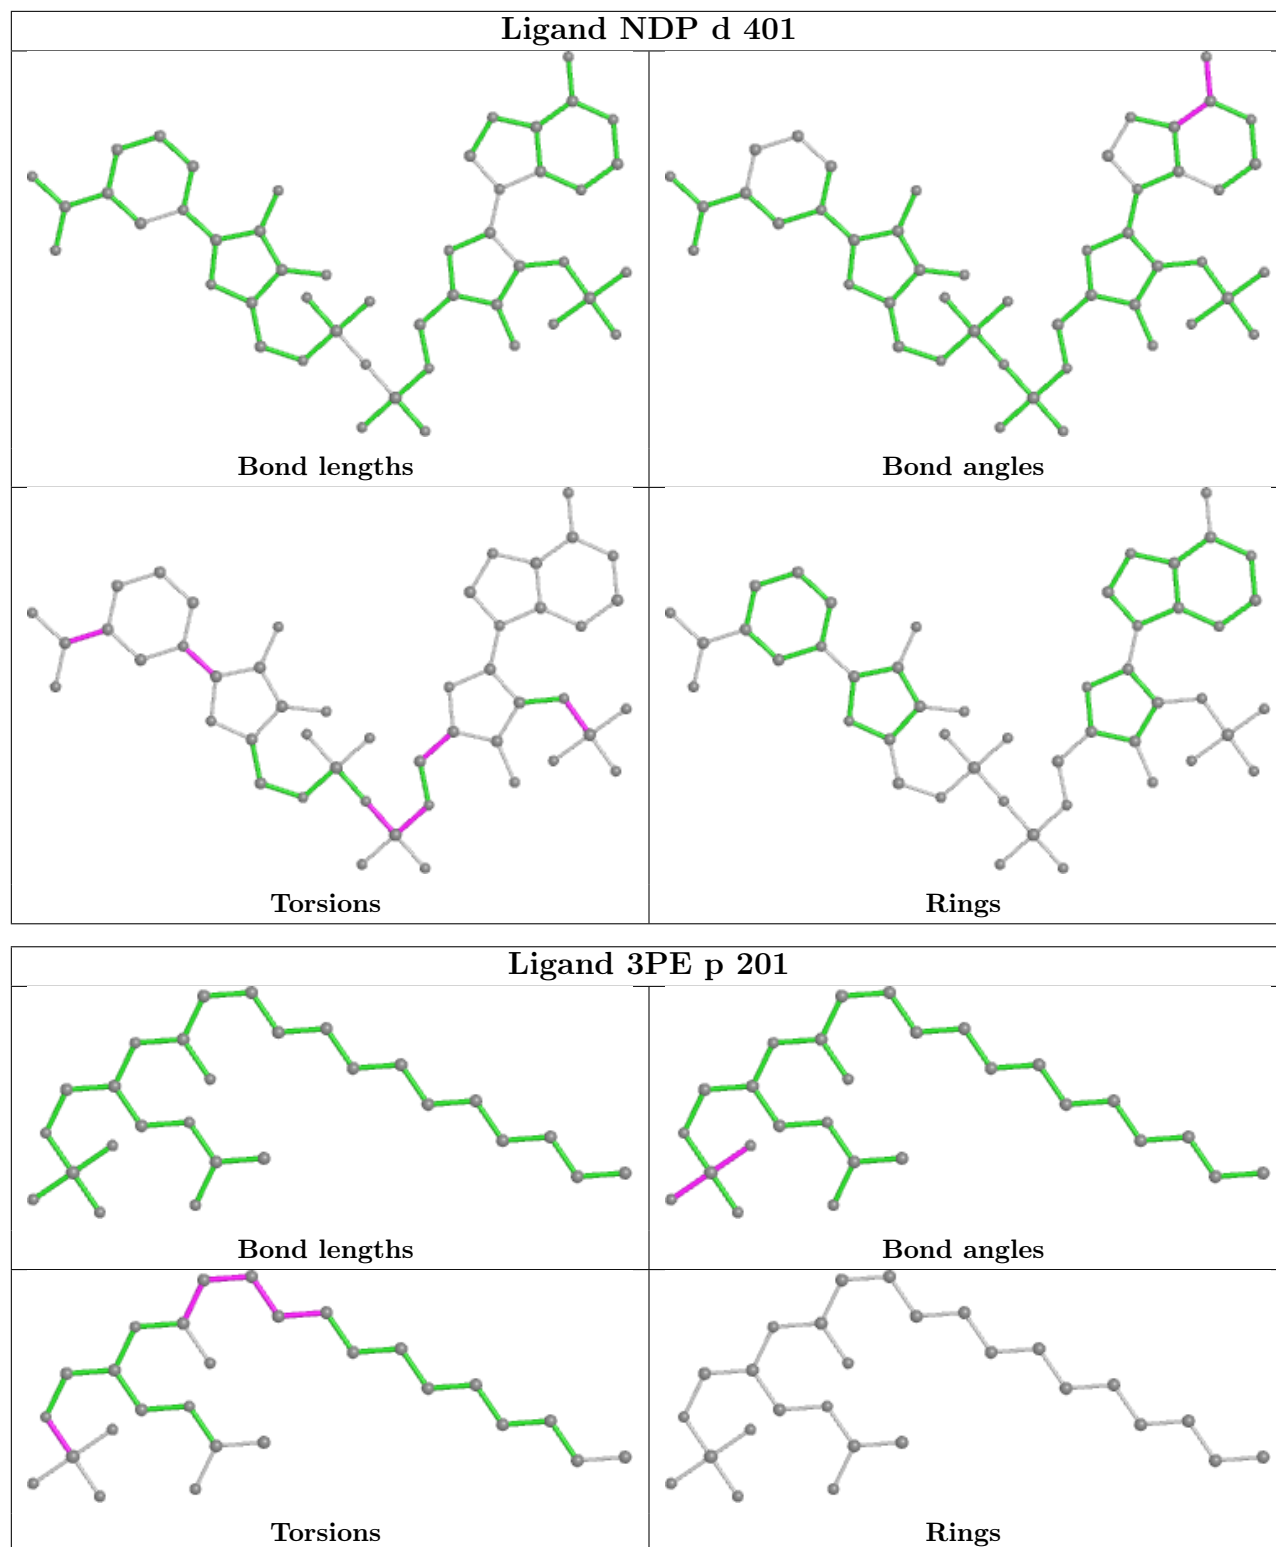 Ligand NDP d 401
Bond lengths
Bond angles
Torsions
Rings
Ligand 3PE p 201
Bond lengths
Bond angles
Torsions
Rings